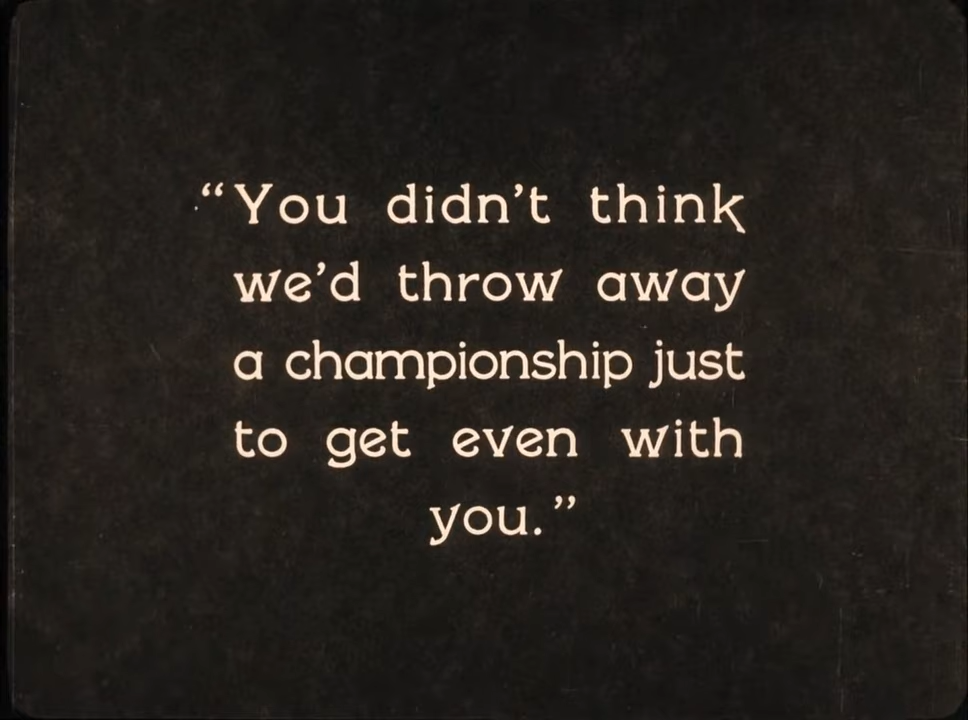 “You didn’t think
we’d throw away
a championship just
to get even with
you.”